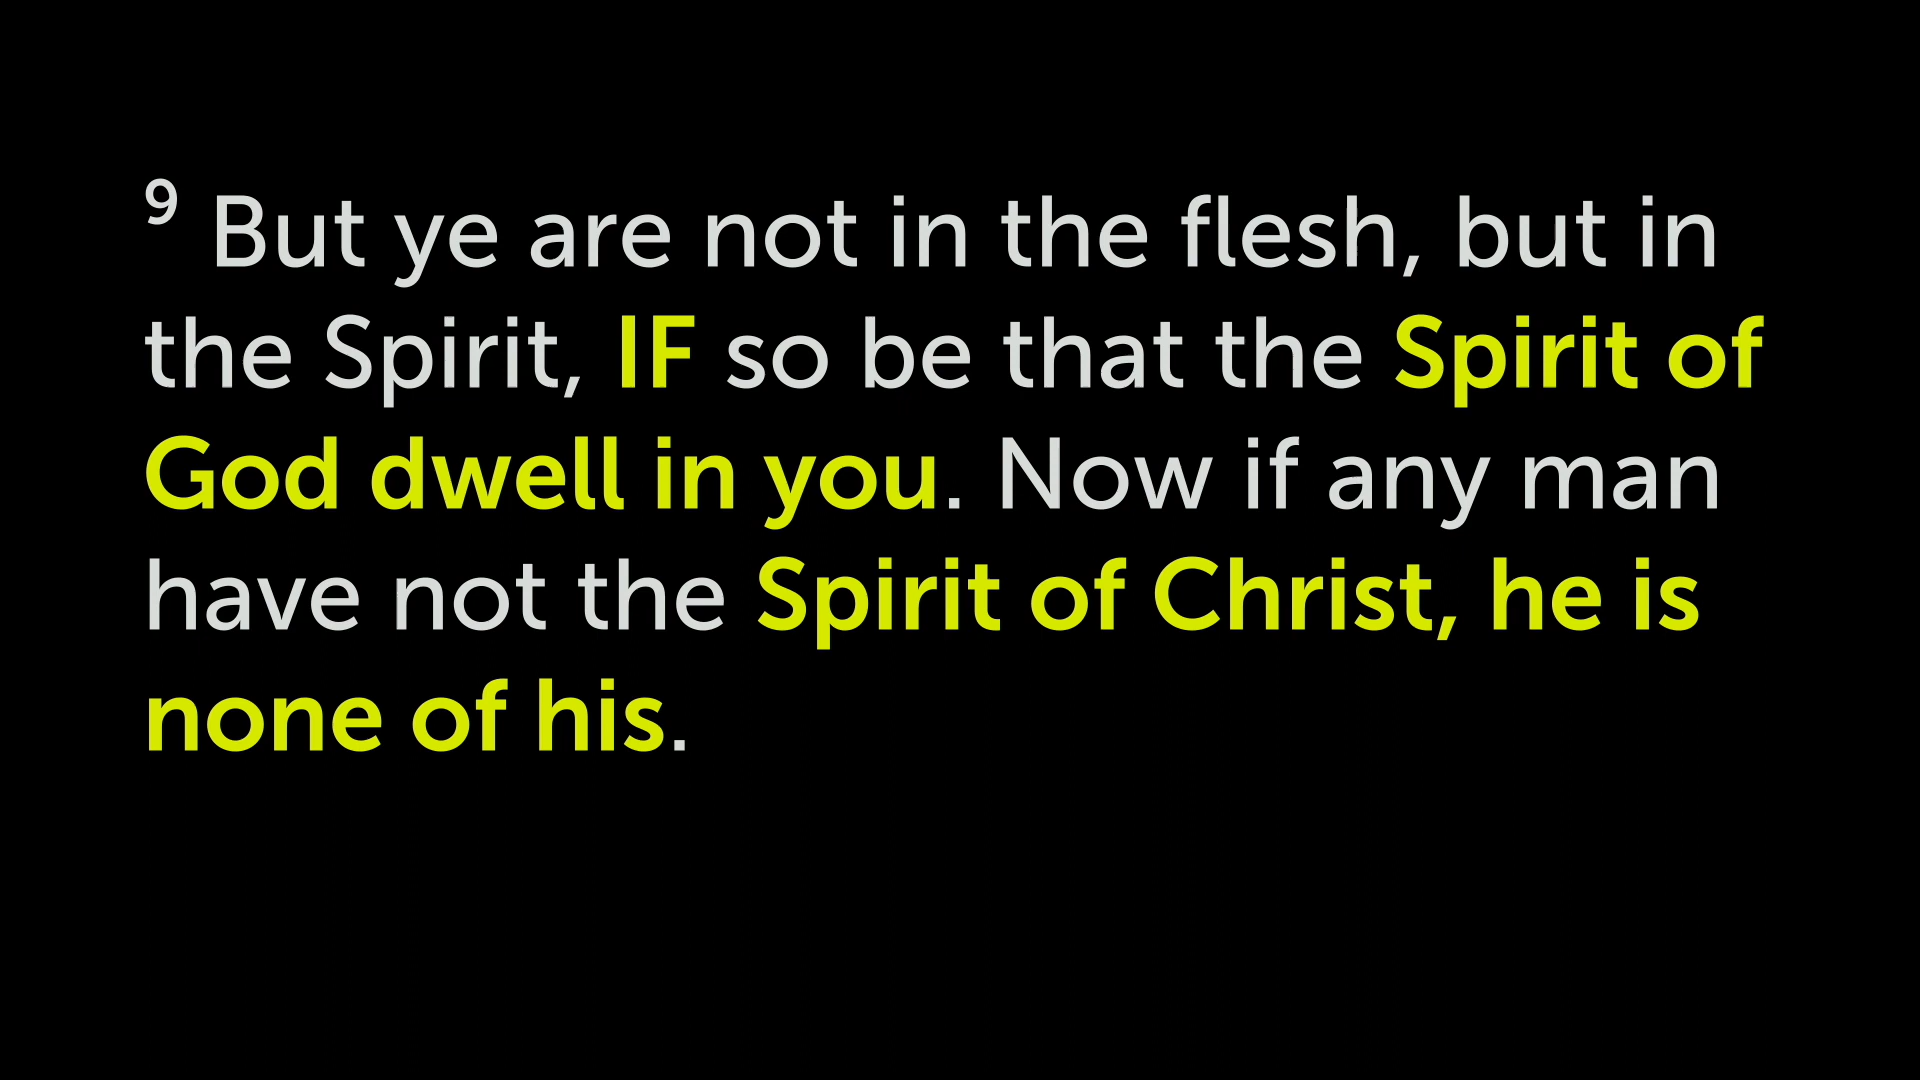 9 But ye are not in the flesh, but in
the Spirit, IF so be that the Spirit of
God dwell in you. Now if any man
have not the Spirit of Christ, he is
none of his.